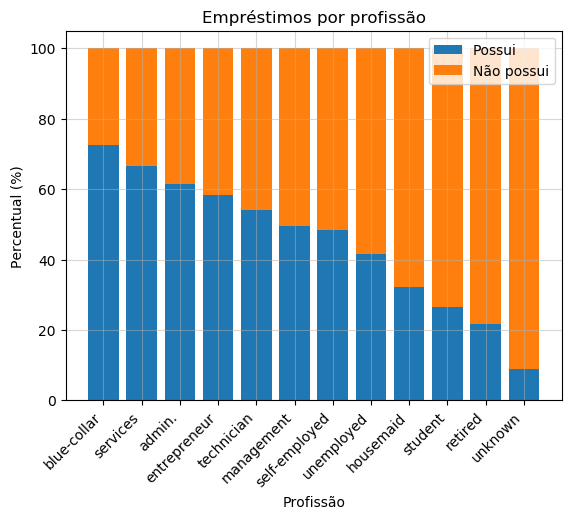 Empréstimos por profissão
Possui
Não possui
100
80
60
40
20
0
Percentual (%)
blue-collar
services
admin.
entrepreneur
technician
management
self-employed
unemployed
housemaid
student
retired
unknown
Profissão